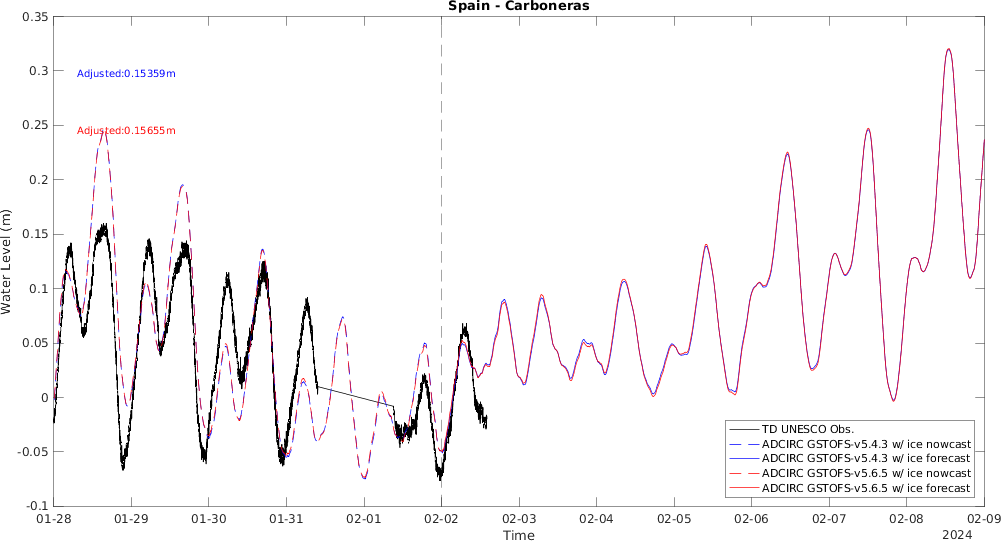 Spain - Carboneras
0.35
0.3
0.25
0.2
0.15
0.1
0.05
0
-0.05
-0.1
Water Level (m)
Adjusted:0.15359m
Adjusted:0.15655m
TD UNESCO Obs.
ADCIRC GSTOFS-v5.4.3 w/ ice nowcast
ADCIRC GSTOFS-v5.4.3 w/ ice forecast
ADCIRC GSTOFS-v5.6.5 w/ ice nowcast
ADCIRC GSTOFS-v5.6.5 w/ ice forecast
01-28 01-29 01-30 01-31 02-01 02-02 02-03 02-04 02-05 02-06 02-07 02-08 02-09
Time
2024